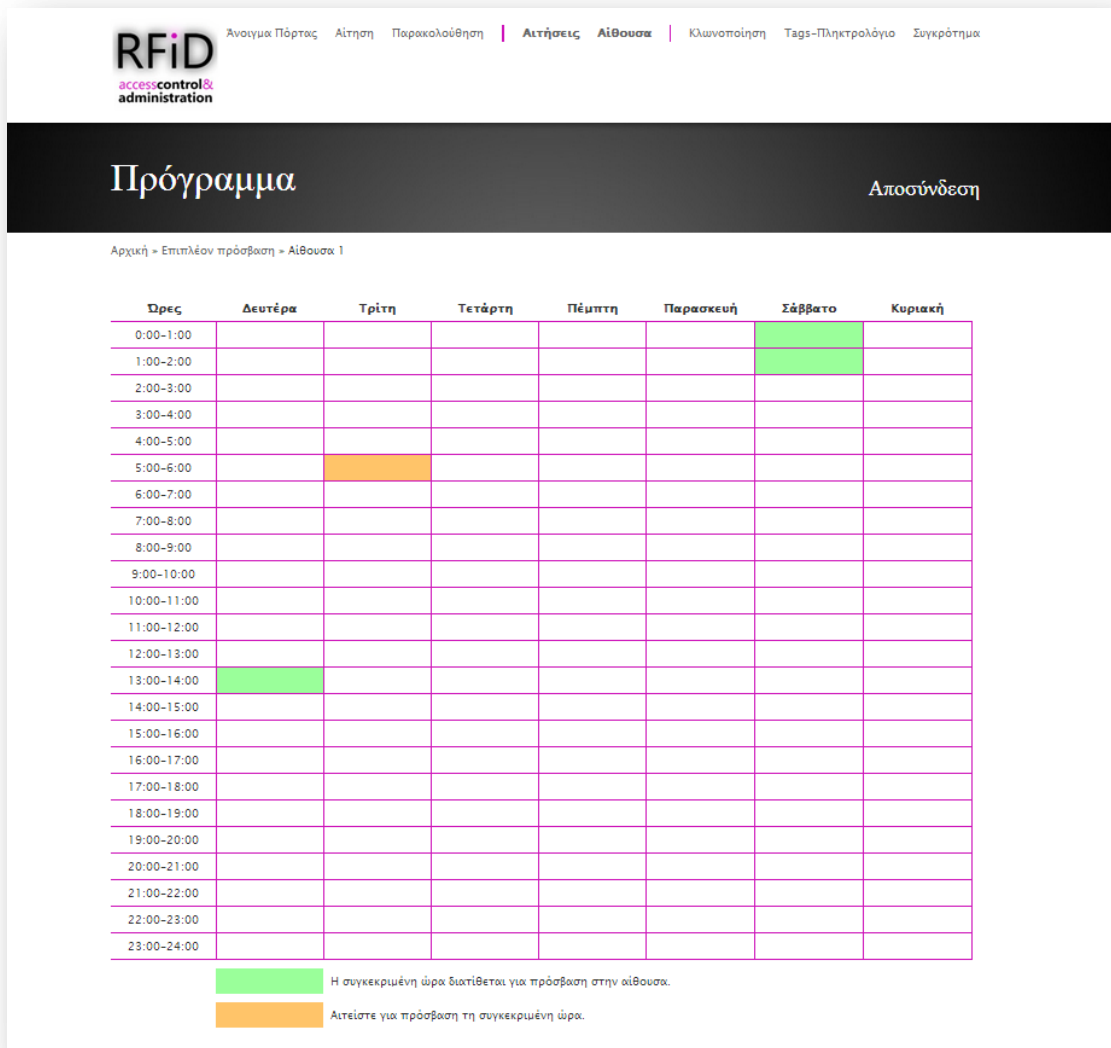 RFiD
accesscontrol&
administration
Άνοιγμα Πόρτας Αίτηση Παρακολούθηση | Αιτήσεις Αίθουσα | Κλωνοποίηση Tags-Πληκτρολόγιο Συγκρότημα
Πρόγραμμα
Αποσύνδεση
Αρχική » Επιπλέον πρόσβαση » Αίθουσα 1
Ώρες Δευτέρα Τρίτη Τετάρτη Πέμπτη Παρασκευή Σάββατο Κυριακή
0:00-1:00
1:00-2:00
2:00-3:00
3:00-4:00
4:00-5:00
5:00-6:00
6:00-7:00
7:00-8:00
8:00-9:00
9:00-10:00
10:00-11:00
11:00-12:00
12:00-13:00
13:00-14:00
14:00-15:00
15:00-16:00
16:00-17:00
17:00-18:00
18:00-19:00
19:00-20:00
20:00-21:00
21:00-22:00
22:00-23:00
23:00-24:00
Η συγκεκριμένη ώρα διατίθεται για πρόσβαση στην αίθουσα.
Αιτείστε για πρόσβαση τη συγκεκριμένη ώρα.